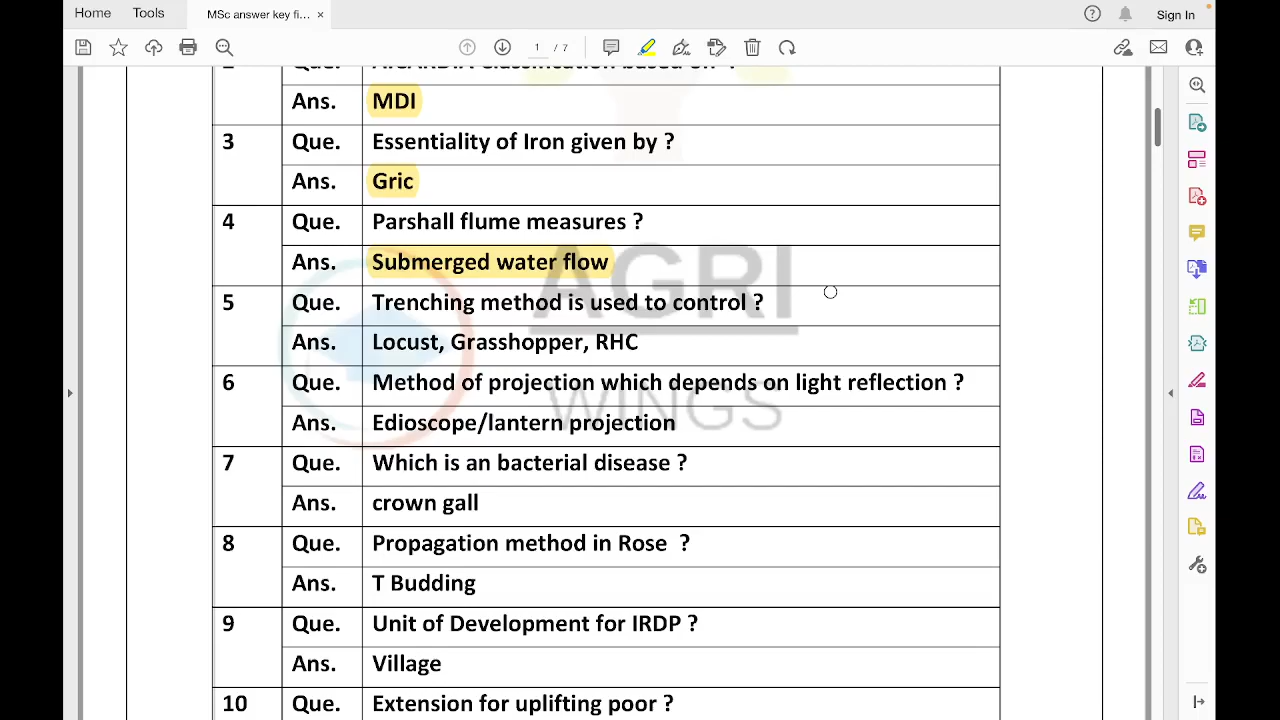 Home Tools MSc answer key fi... × Sign In
1 / 7
Ans. MDI
3 Que. Essentiality of Iron given by ?
Ans. Gric
4 Que. Parshall flume measures ?
Ans. Submerged water flow
AGRI
5 Que. Trenching method is used to control ?
Ans. Locust, Grasshopper, RHC
6 Que. Method of projection which depends on light reflection ?
WINGS
Ans. Edioscope/lantern projection
7 Que. Which is an bacterial disease ?
Ans. crown gall
8 Que. Propagation method in Rose ?
Ans. T Budding
9 Que. Unit of Development for IRDP ?
Ans. Village
10 Que. Extension for uplifting poor ?